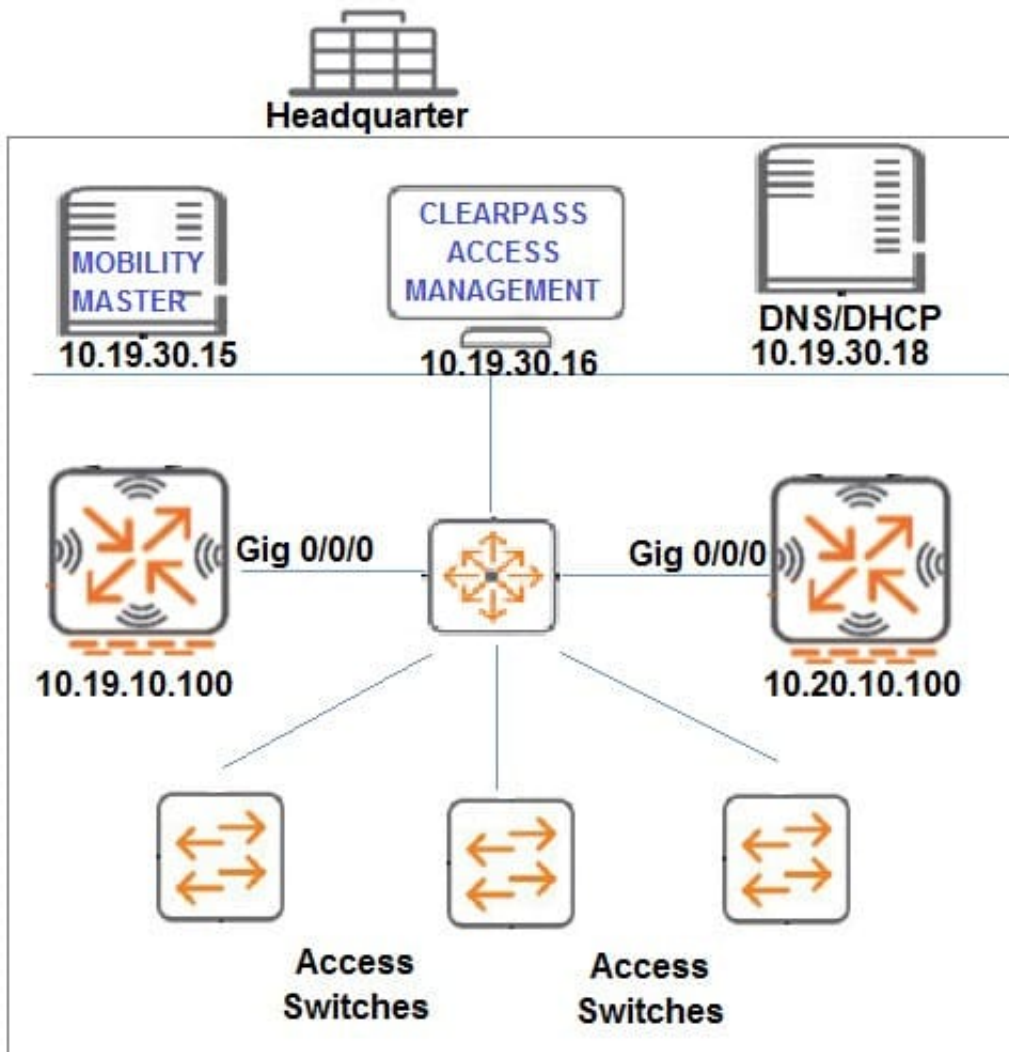 Headquarter
MOBILITY
MASTER
10.19.30.15
CLEARPASS
ACCESS
MANAGEMENT
10.19.30.16
DNS/DHCP
10.19.30.18
Gig 0/0/0
Gig 0/0/0
10.19.10.100
10.20.10.100
Access
Switches
Access
Switches